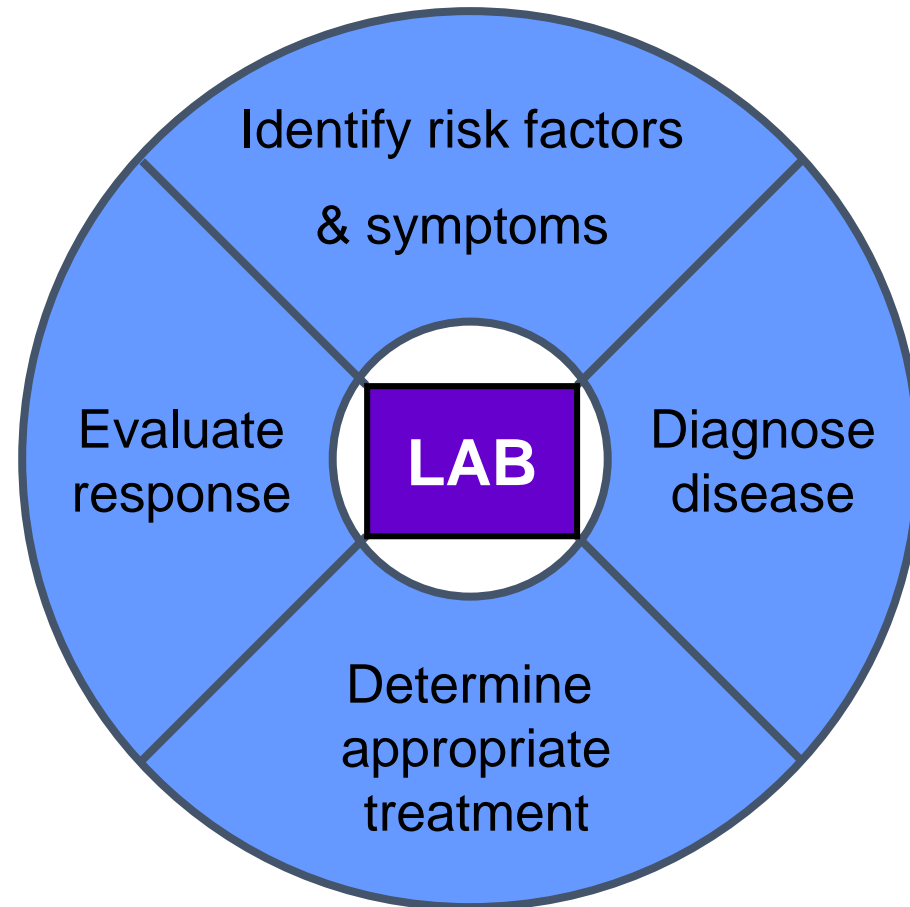 Identify risk factors
& symptoms
Evaluate
response
LAB
Diagnose
disease
Determine
appropriate
treatment